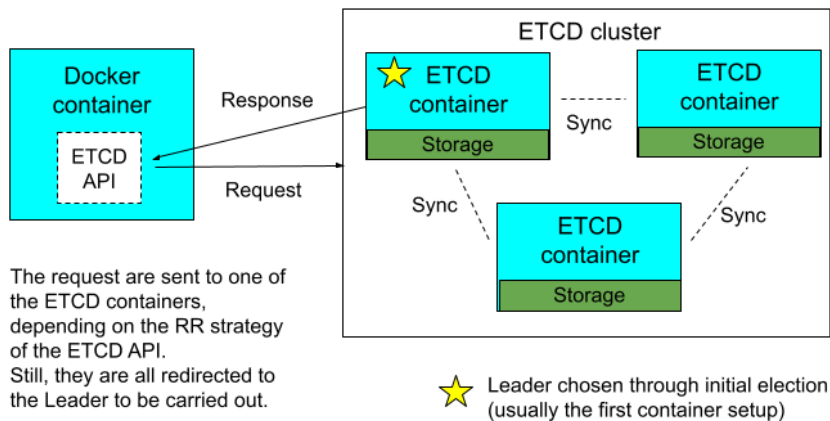 ETCD cluster
Docker
container
ETCD
API
Response
Request
ETCD
container
Storage
Sync
ETCD
container
Storage
Sync
Sync
ETCD
container
Storage
The request are sent to one of
the ETCD containers,
depending on the RR strategy
of the ETCD API.
Still, they are all redirected to
the Leader to be carried out.
Leader chosen through initial election
(usually the first container setup)